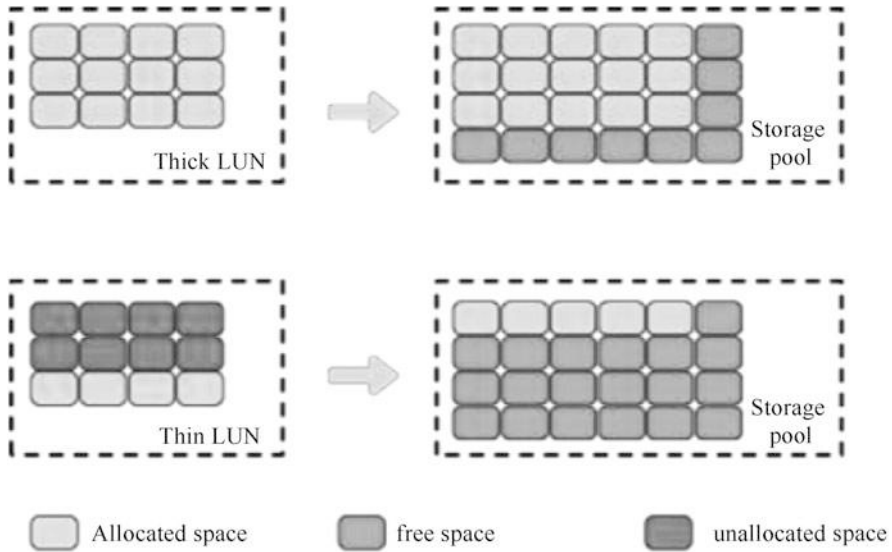 Thick LUN
Storage
pool
Thin LUN
Storage
pool
Allocated space
free space
unallocated space